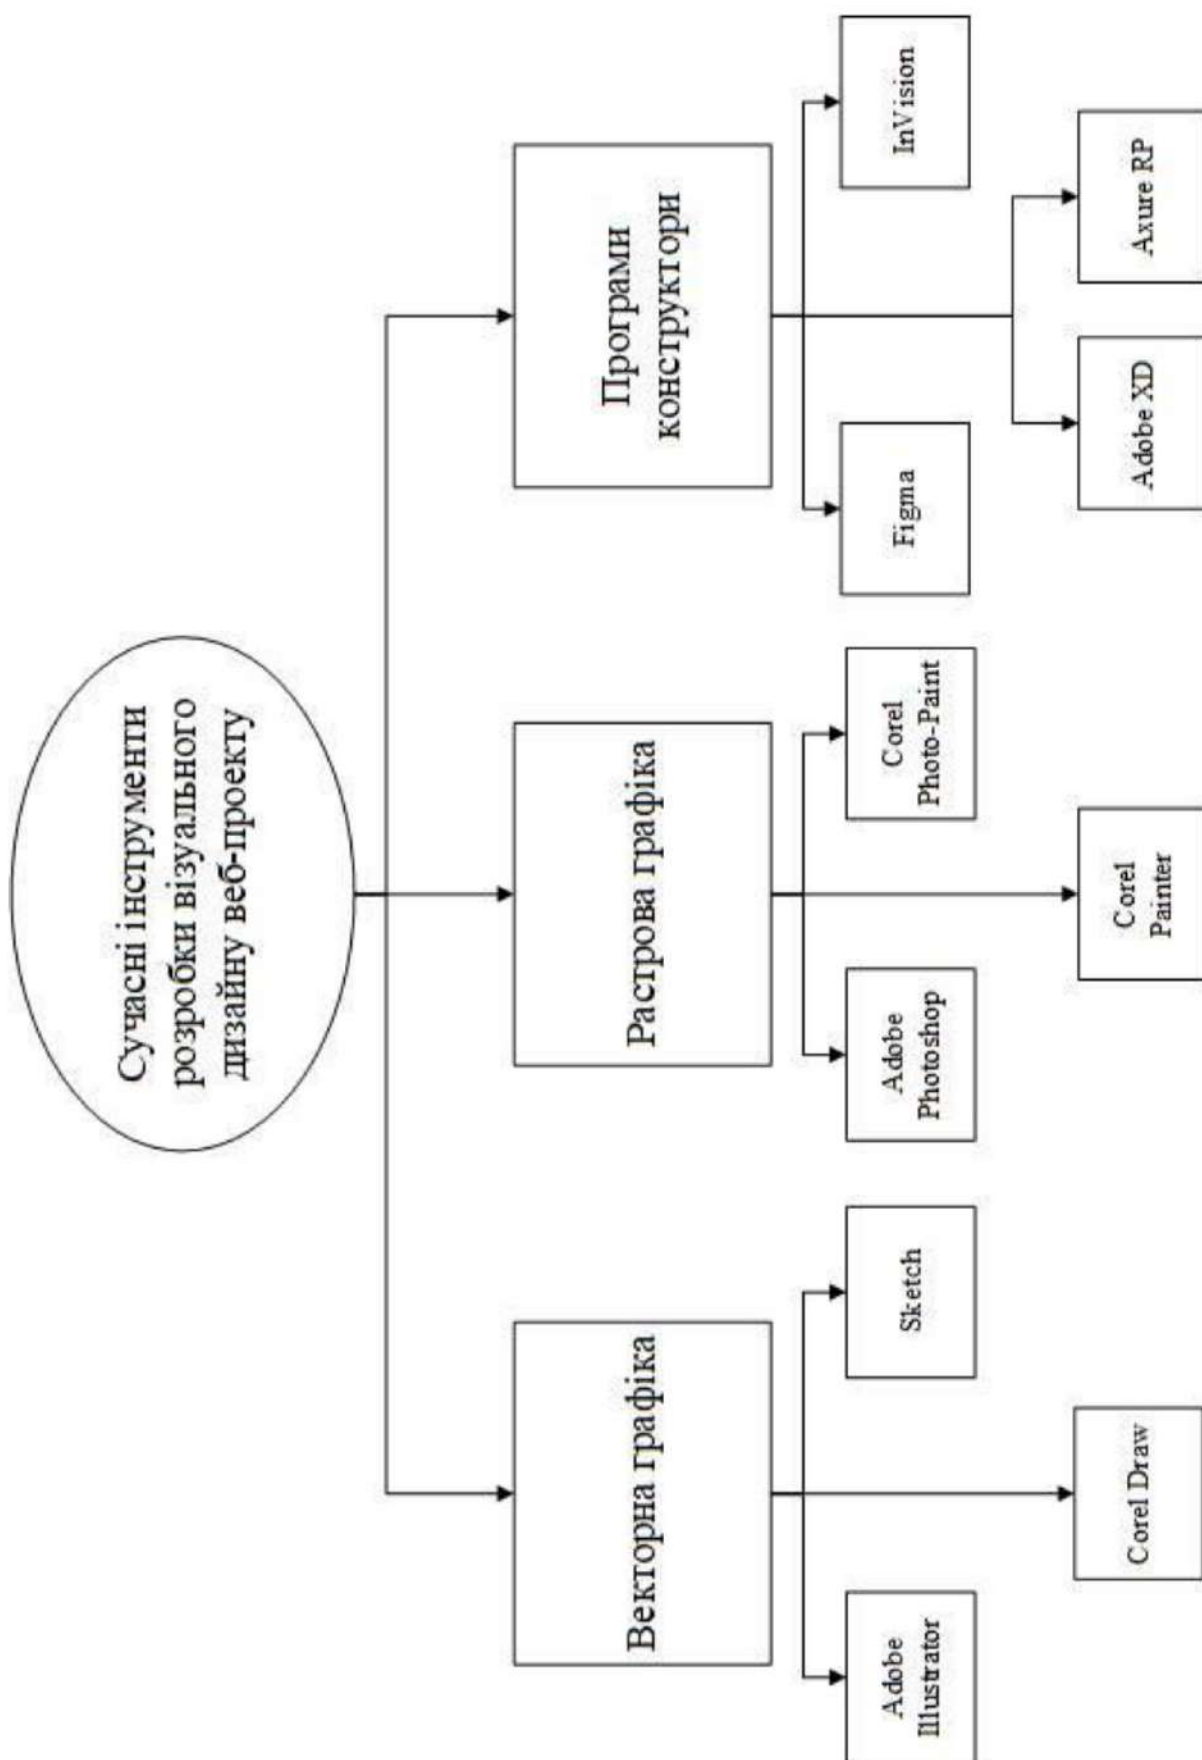 Сучасні інструменти
розробки візуального
дизайну веб-проекту
Векторна графіка
Растрова графіка
Програми
конструктори
Adobe
Illustrator
Sketch
Corel Draw
Adobe
Photoshop
Corel
Photo-Paint
Corel
Painter
Figma
InVision
Adobe XD
Axure RP